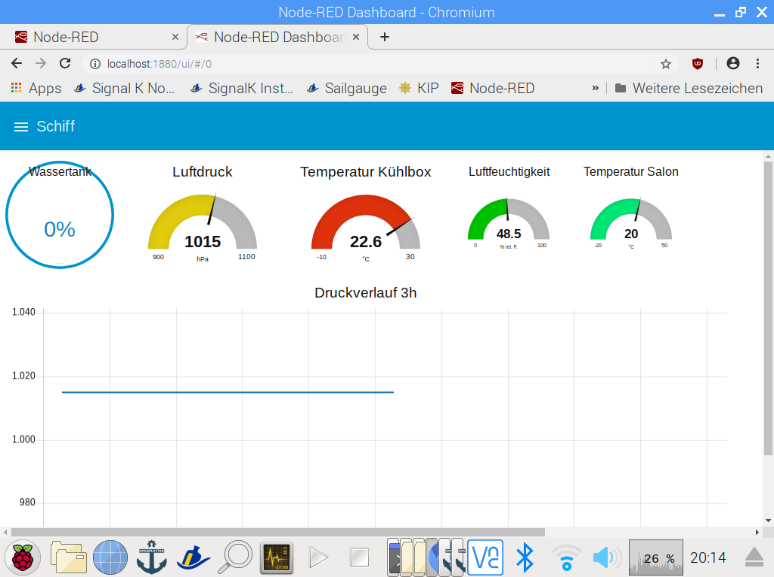 Node-RED Dashboard - Chromium
Node-RED
Node-RED Dashboar
localhost:1880/ui/#/0
Apps Signal K No... SignalK Inst... Sailgauge KIP Node-RED » Weitere Lesezeichen
Schiff
Wassertank Luftdruck Temperatur Kühlbox Luftfeuchtigkeit Temperatur Salon
0% 1015 22.6 48.5 20
900 hPa 1100 -10 °C 30 0 % rel. F. 100 °C 50
Druckverlauf 3h
1.040
1.020
1.000
980
26 % 20:14